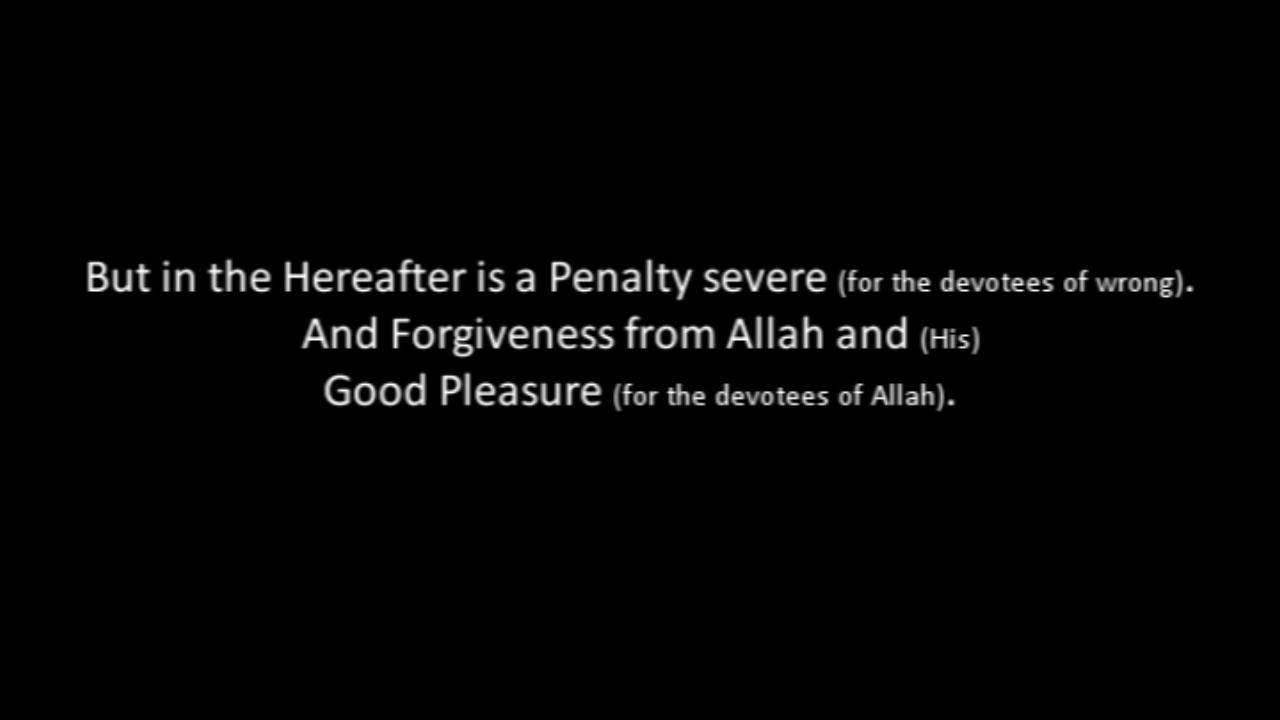 But in the Hereafter is a Penalty severe (for the devotees of wrong).
And Forgiveness from Allah and (His)
Good Pleasure (for the devotees of Allah).